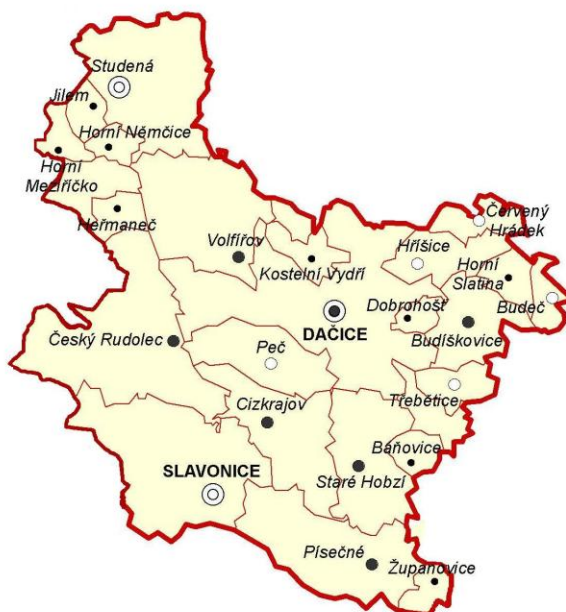 Studená
Jilem
Horní Němčice
Horní
Meziříčko
Heřmaneč
Červený
Hrádek
Volfířov
Hříšice
Kostelní Vydří
Horní
Slatina
Dobrohošť
Budeč
DAČICE
Budíškovice
Český Rudolec
Peč
Třebětice
Cizkrajov
Báňovice
SLAVONICE
Staré Hobzí
Písečné
Županovice